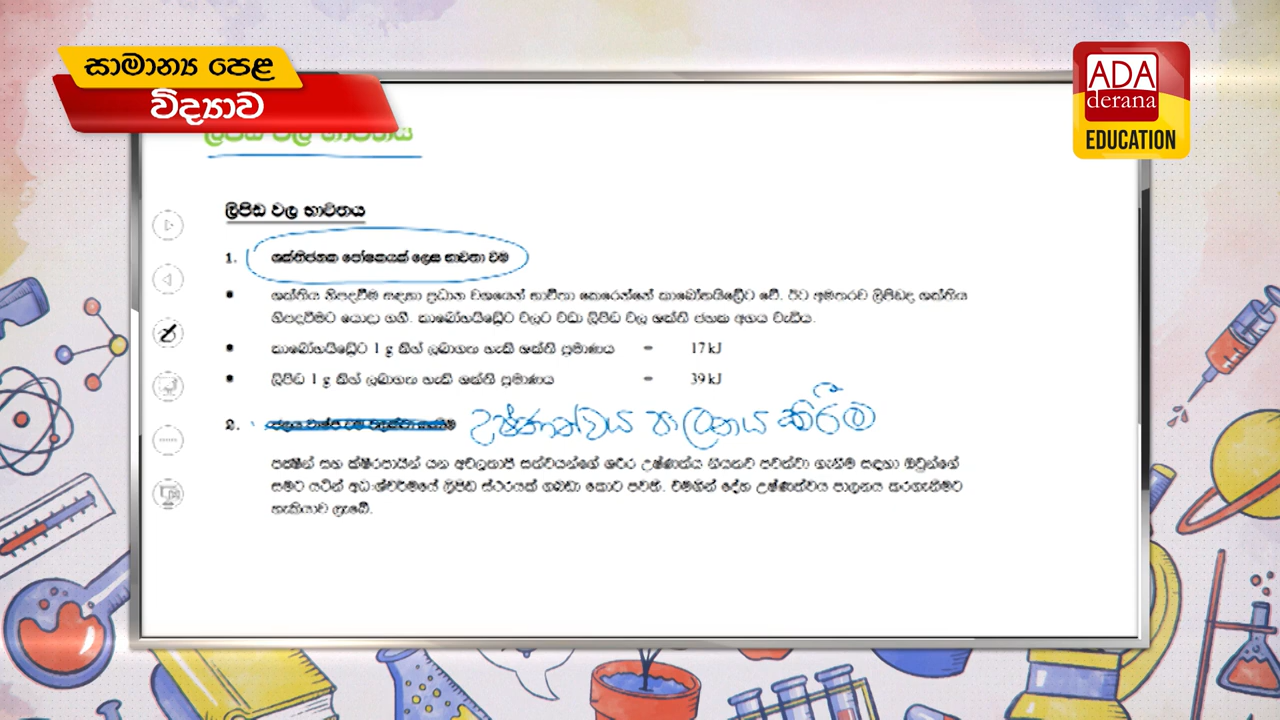 සාමාන්‍ය පෙළ
විද්‍යාව
ADA
derana
EDUCATION
ලිපිඩ වල භාවිතය
ලිපිඩ වල භාවිතය
1. ශක්තිජනක පෝෂකයක් ලෙස භාවිතා වීම
● ශක්තිය නිපදවීම සඳහා ප්‍රධාන වශයෙන් භාවිතා කෙරෙන්නේ කාබෝහයිඩ්‍රේට වේ. ඊට අමතරව ලිපිඩද ශක්තිය
නිපදවීමට යොදා ගනී. කාබෝහයිඩ්‍රේට වලට වඩා ලිපිඩ වල ශක්ති ජනක අගය වැඩිය.
● කාබෝහයිඩ්‍රේට 1 g කින් ලබාගත හැකි ශක්ති ප්‍රමාණය = 17 kJ
● ලිපිඩ 1 g කින් ලබාගත හැකි ශක්ති ප්‍රමාණය = 39 kJ
2. උෂ්ණත්වය පාලනය කිරීම
පක්ෂීන් සහ ක්ෂීරපායින් යන අචලතාපී සත්වයන්ගේ ශරීර උෂ්ණත්ය නියතව පවත්වා ගැනීම සඳහා ඔවුන්ගේ
සමට යටින් අධශ්චර්මයේ ලිපිඩ ස්ථරයක් ගබඩා කොට පවතී. එමගින් දේහ උෂ්ණත්වය පාලනය කරගැනීමට
හැකියාව ලැබේ.